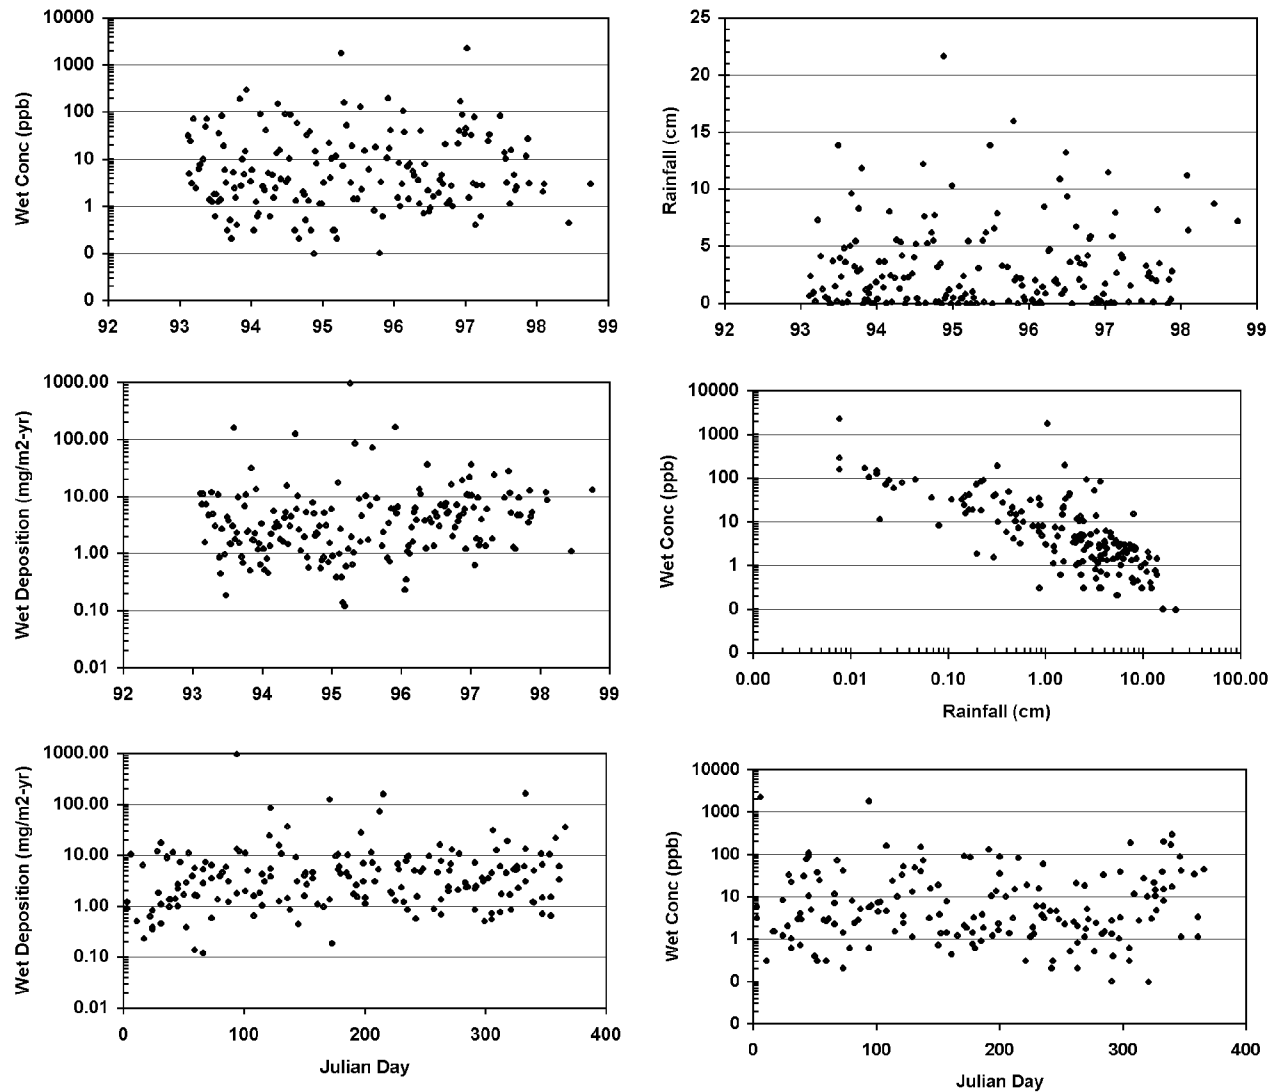 10000
1000
100
10
1
0
0
Wet Conc (ppb)
92 93 94 95 96 97 98 99
25
20
15
10
5
0
Rainfall (cm)
92 93 94 95 96 97 98 99
1000.00
100.00
10.00
1.00
0.10
0.01
Wet Deposition (mg/m2-yr)
92 93 94 95 96 97 98 99
10000
1000
100
10
1
0
0
Wet Conc (ppb)
0.00 0.01 0.10 1.00 10.00 100.00
Rainfall (cm)
1000.00
100.00
10.00
1.00
0.10
0.01
Wet Deposition (mg/m2-yr)
0 100 200 300 400
Julian Day
10000
1000
100
10
1
0
0
Wet Conc (ppb)
0 100 200 300 400
Julian Day